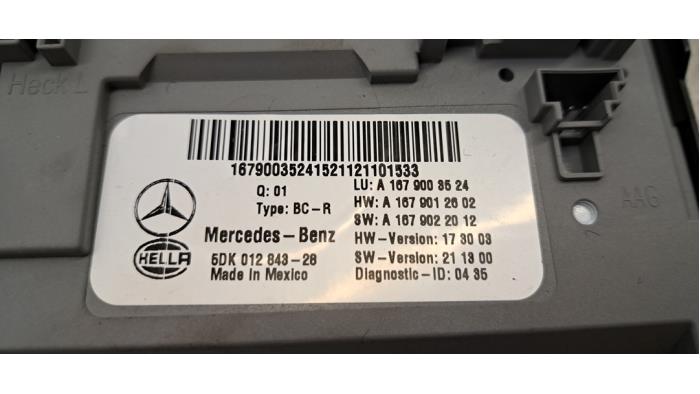 Heck L
16790035241521121101533
Q: 01
Type: BC-R
LU: A 167 900 85 24
HW: A 167 901 26 02
SW: A 167 902 20 12
Mercedes-Benz
HW-Version: 17 30 03
HELLA
5DK 012 843-28
SW-Version: 21 13 00
Made in Mexico
Diagnostic-ID: 04 35
AAG